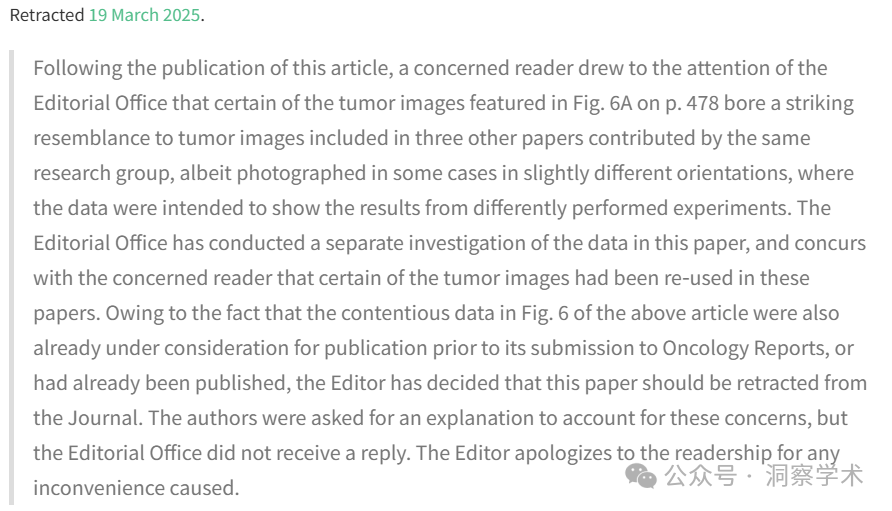 Retracted 19 March 2025.
Following the publication of this article, a concerned reader drew to the attention of the
Editorial Office that certain of the tumor images featured in Fig. 6A on p. 478 bore a striking
resemblance to tumor images included in three other papers contributed by the same
research group, albeit photographed in some cases in slightly different orientations, where
the data were intended to show the results from differently performed experiments. The
Editorial Office has conducted a separate investigation of the data in this paper, and concurs
with the concerned reader that certain of the tumor images had been re-used in these
papers. Owing to the fact that the contentious data in Fig. 6 of the above article were also
already under consideration for publication prior to its submission to Oncology Reports, or
had already been published, the Editor has decided that this paper should be retracted from
the Journal. The authors were asked for an explanation to account for these concerns, but
the Editorial Office did not receive a reply. The Editor apologizes to the readership for any
inconvenience caused.
公众号 · 洞察学术